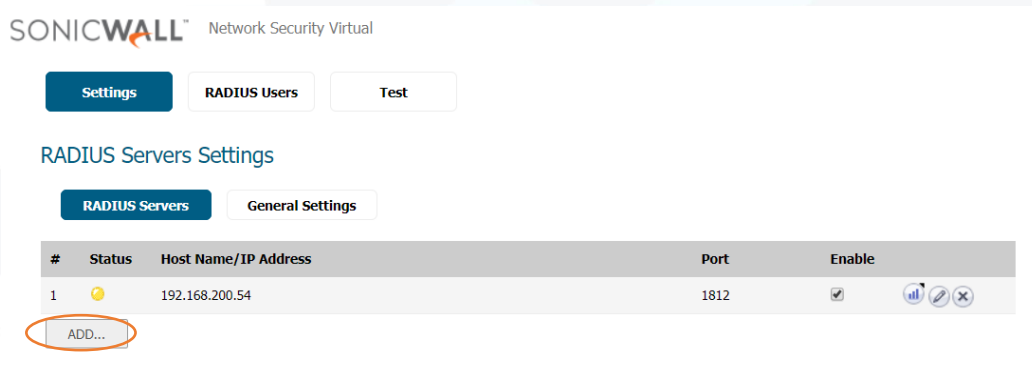 SONICWALL™ Network Security Virtual
Settings RADIUS Users Test
RADIUS Servers Settings
RADIUS Servers General Settings
# Status Host Name/IP Address Port Enable
1 192.168.200.54 1812
ADD...